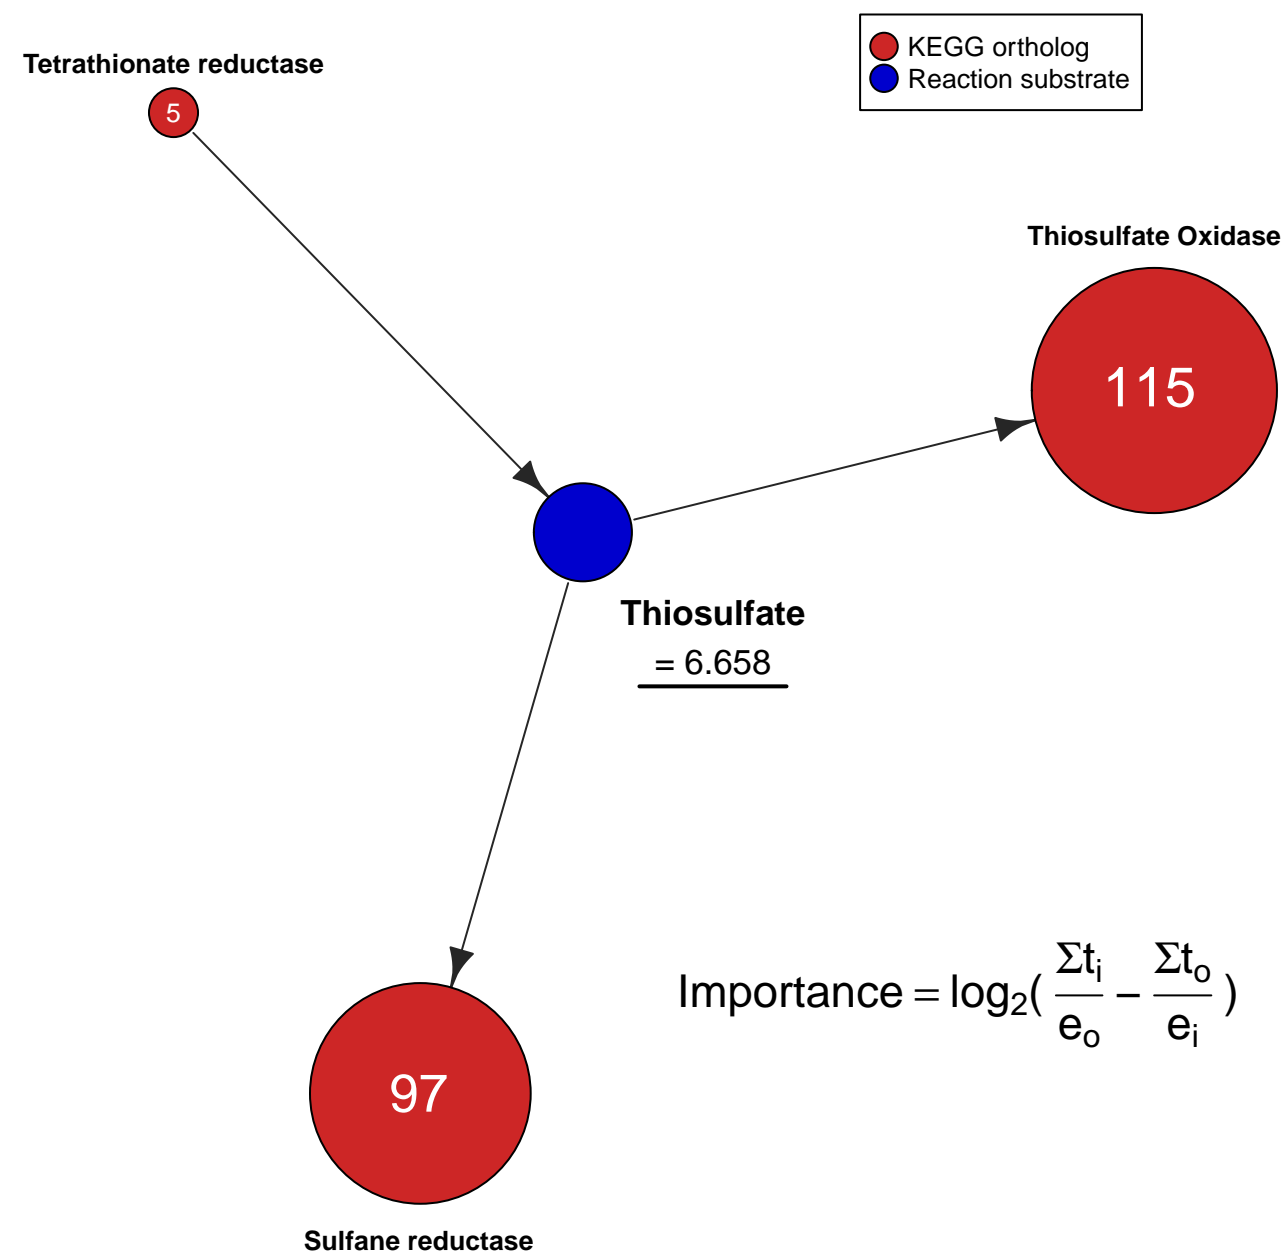 KEGG ortholog
Reaction substrate
Tetrathionate reductase
5
Thiosulfate Oxidase
115
Thiosulfate
= 6.658
Importance = log₂( Σtᵢ/eₒ − Σtₒ/eᵢ )
97
Sulfane reductase